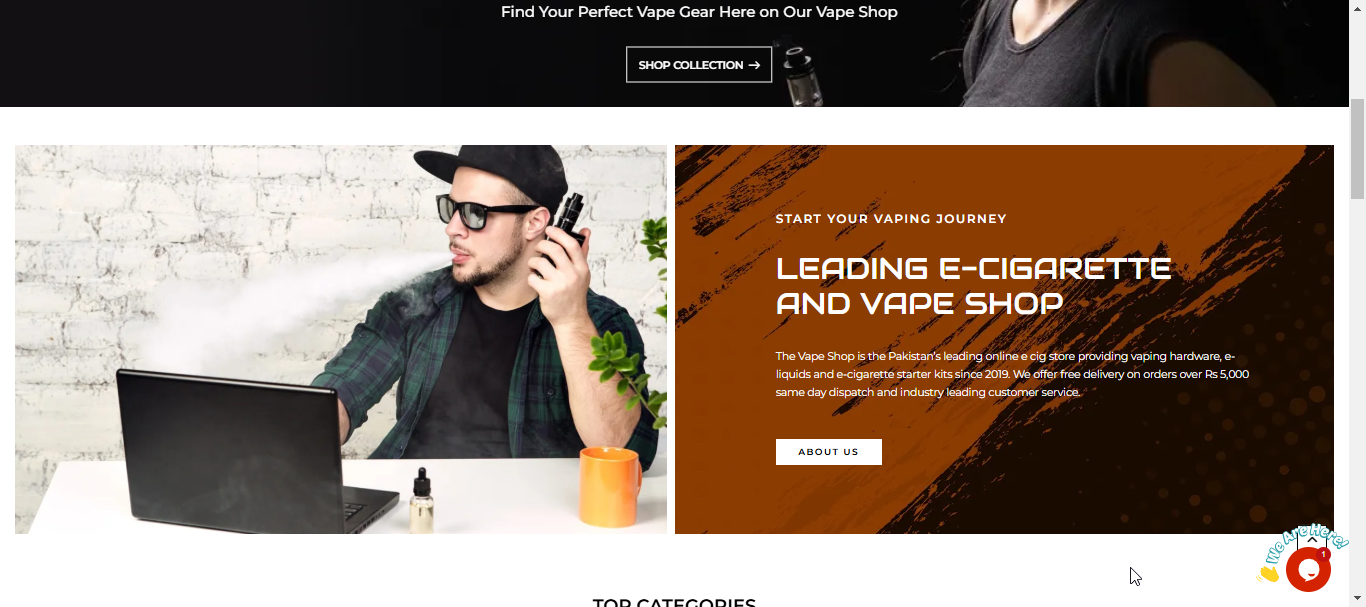 Find Your Perfect Vape Gear Here on Our Vape Shop
SHOP COLLECTION →
START YOUR VAPING JOURNEY
LEADING E-CIGARETTE
AND VAPE SHOP
The Vape Shop is the Pakistan's leading online e cig store providing vaping hardware, e-
liquids and e-cigarette starter kits since 2019. We offer free delivery on orders over Rs 5,000
same day dispatch and industry leading customer service.
ABOUT US
We Are Here!
1
TOP CATEGORIES